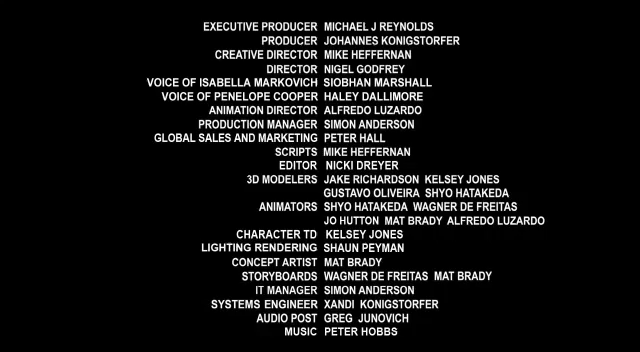 EXECUTIVE PRODUCER MICHAEL J REYNOLDS
PRODUCER JOHANNES KONIGSTORFER
CREATIVE DIRECTOR MIKE HEFFERNAN
DIRECTOR NIGEL GODFREY
VOICE OF ISABELLA MARKOVICH SIOBHAN MARSHALL
VOICE OF PENELOPE COOPER HALEY DALLIMORE
ANIMATION DIRECTOR ALFREDO LUZARDO
PRODUCTION MANAGER SIMON ANDERSON
GLOBAL SALES AND MARKETING PETER HALL
SCRIPTS MIKE HEFFERNAN
EDITOR NICKI DREYER
3D MODELERS JAKE RICHARDSON KELSEY JONES
GUSTAVO OLIVEIRA SHYO HATAKEDA
ANIMATORS SHYO HATAKEDA WAGNER DE FREITAS
JO HUTTON MAT BRADY ALFREDO LUZARDO
CHARACTER TD KELSEY JONES
LIGHTING RENDERING SHAUN PEYMAN
CONCEPT ARTIST MAT BRADY
STORYBOARDS WAGNER DE FREITAS MAT BRADY
IT MANAGER SIMON ANDERSON
SYSTEMS ENGINEER XANDI KONIGSTORFER
AUDIO POST GREG JUNOVICH
MUSIC PETER HOBBS